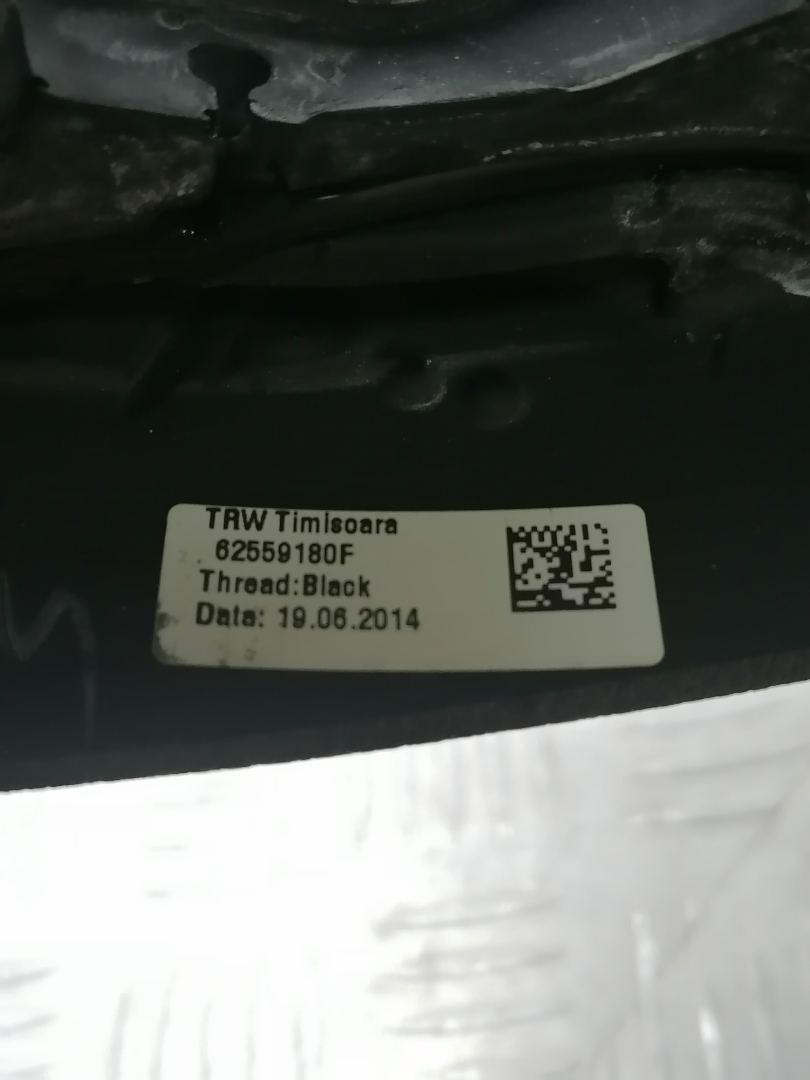 TRW Timisoara
62559180F
Thread:Black
Data: 19.06.2014